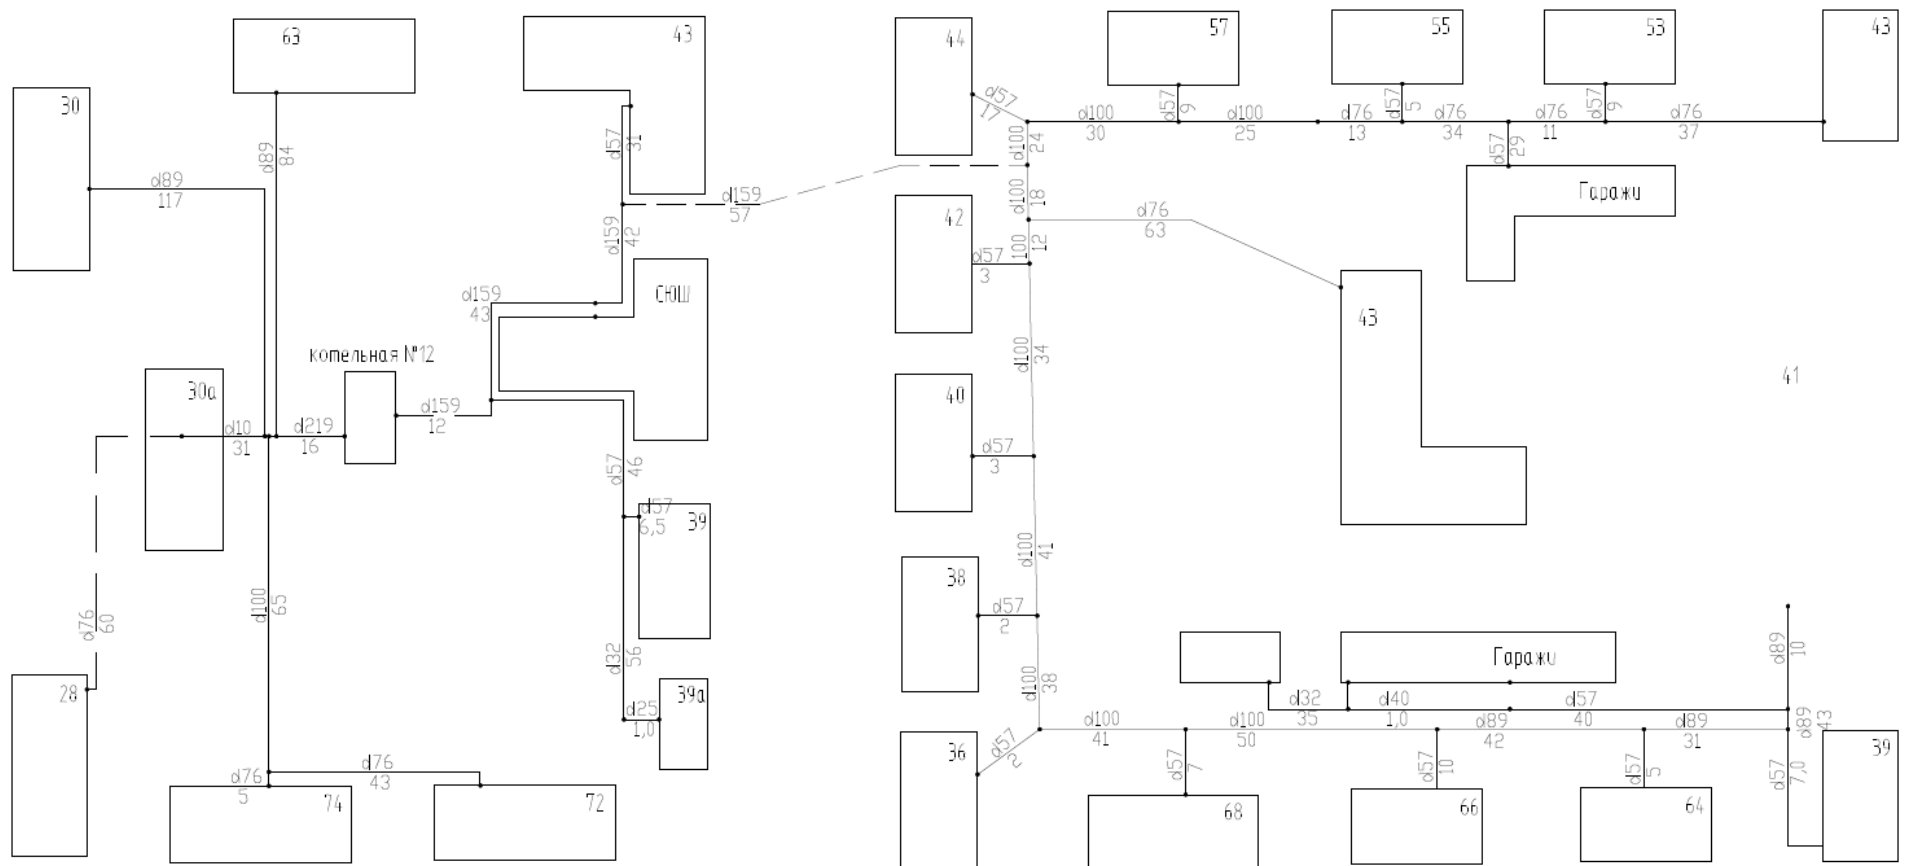 63
43
30
d89
84
d89
117
d57
31
d159
57
d159
42
СЮШ
d159
43
котельная №12
30а
d10
31
d219
16
d159
12
d57
46
d57
6,5
39
d76
60
d100
65
d32
56
28
d25
1,0
39а
d76
5
74
d76
43
72
44
57
55
53
43
d57
17
d100
30
d57
9
d100
25
d76
13
d57
5
d76
34
d76
11
d57
9
d76
37
d100
24
d57
29
Гаражи
d100
18
42
d76
63
100
12
d57
3
43
d100
34
41
40
d57
3
d100
41
38
d57
2
d100
38
Гаражи
d89
10
d32
35
d40
1,0
d57
40
d89
43
36
d57
2
d100
41
d100
50
d89
42
d89
31
39
d57
7
d57
10
d57
5
d57
7,0
68
66
64